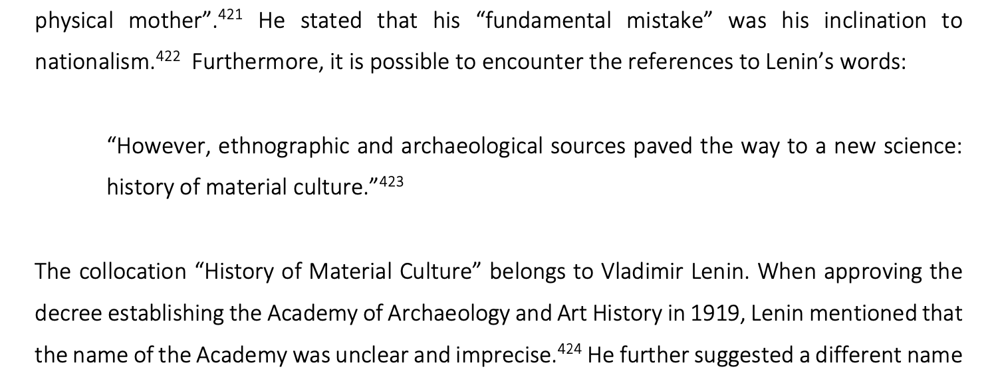 physical mother”.421 He stated that his “fundamental mistake” was his inclination to
nationalism.422 Furthermore, it is possible to encounter the references to Lenin’s words:
“However, ethnographic and archaeological sources paved the way to a new science:
history of material culture.”423
The collocation “History of Material Culture” belongs to Vladimir Lenin. When approving the
decree establishing the Academy of Archaeology and Art History in 1919, Lenin mentioned that
the name of the Academy was unclear and imprecise.424 He further suggested a different name